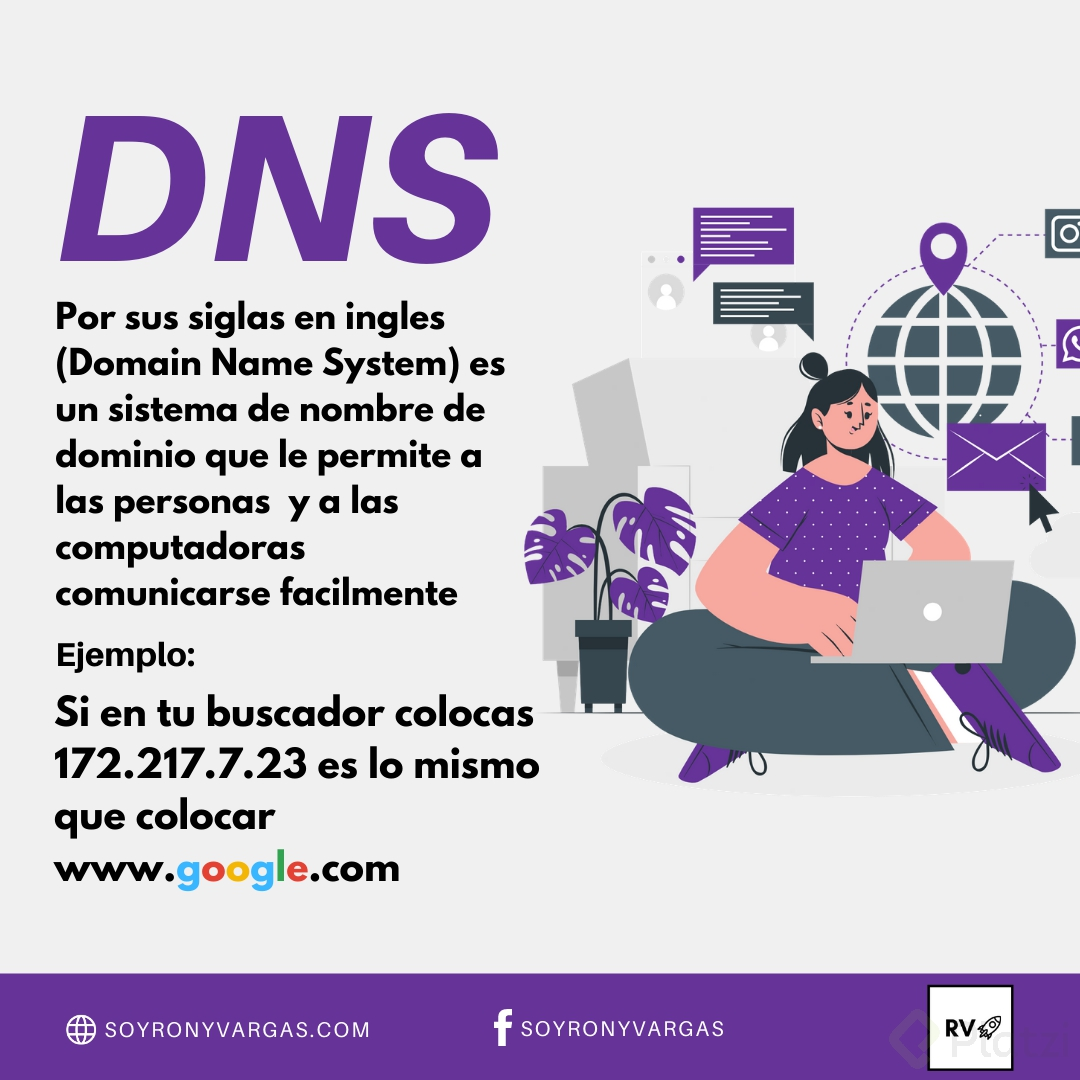 DNS
Por sus siglas en ingles
(Domain Name System) es
un sistema de nombre de
dominio que le permite a
las personas  y a las
computadoras
comunicarse facilmente
Ejemplo:
Si en tu buscador colocas
172.217.7.23 es lo mismo
que colocar
www.google.com
SOYRONYVARGAS.COM
SOYRONYVARGAS
RV